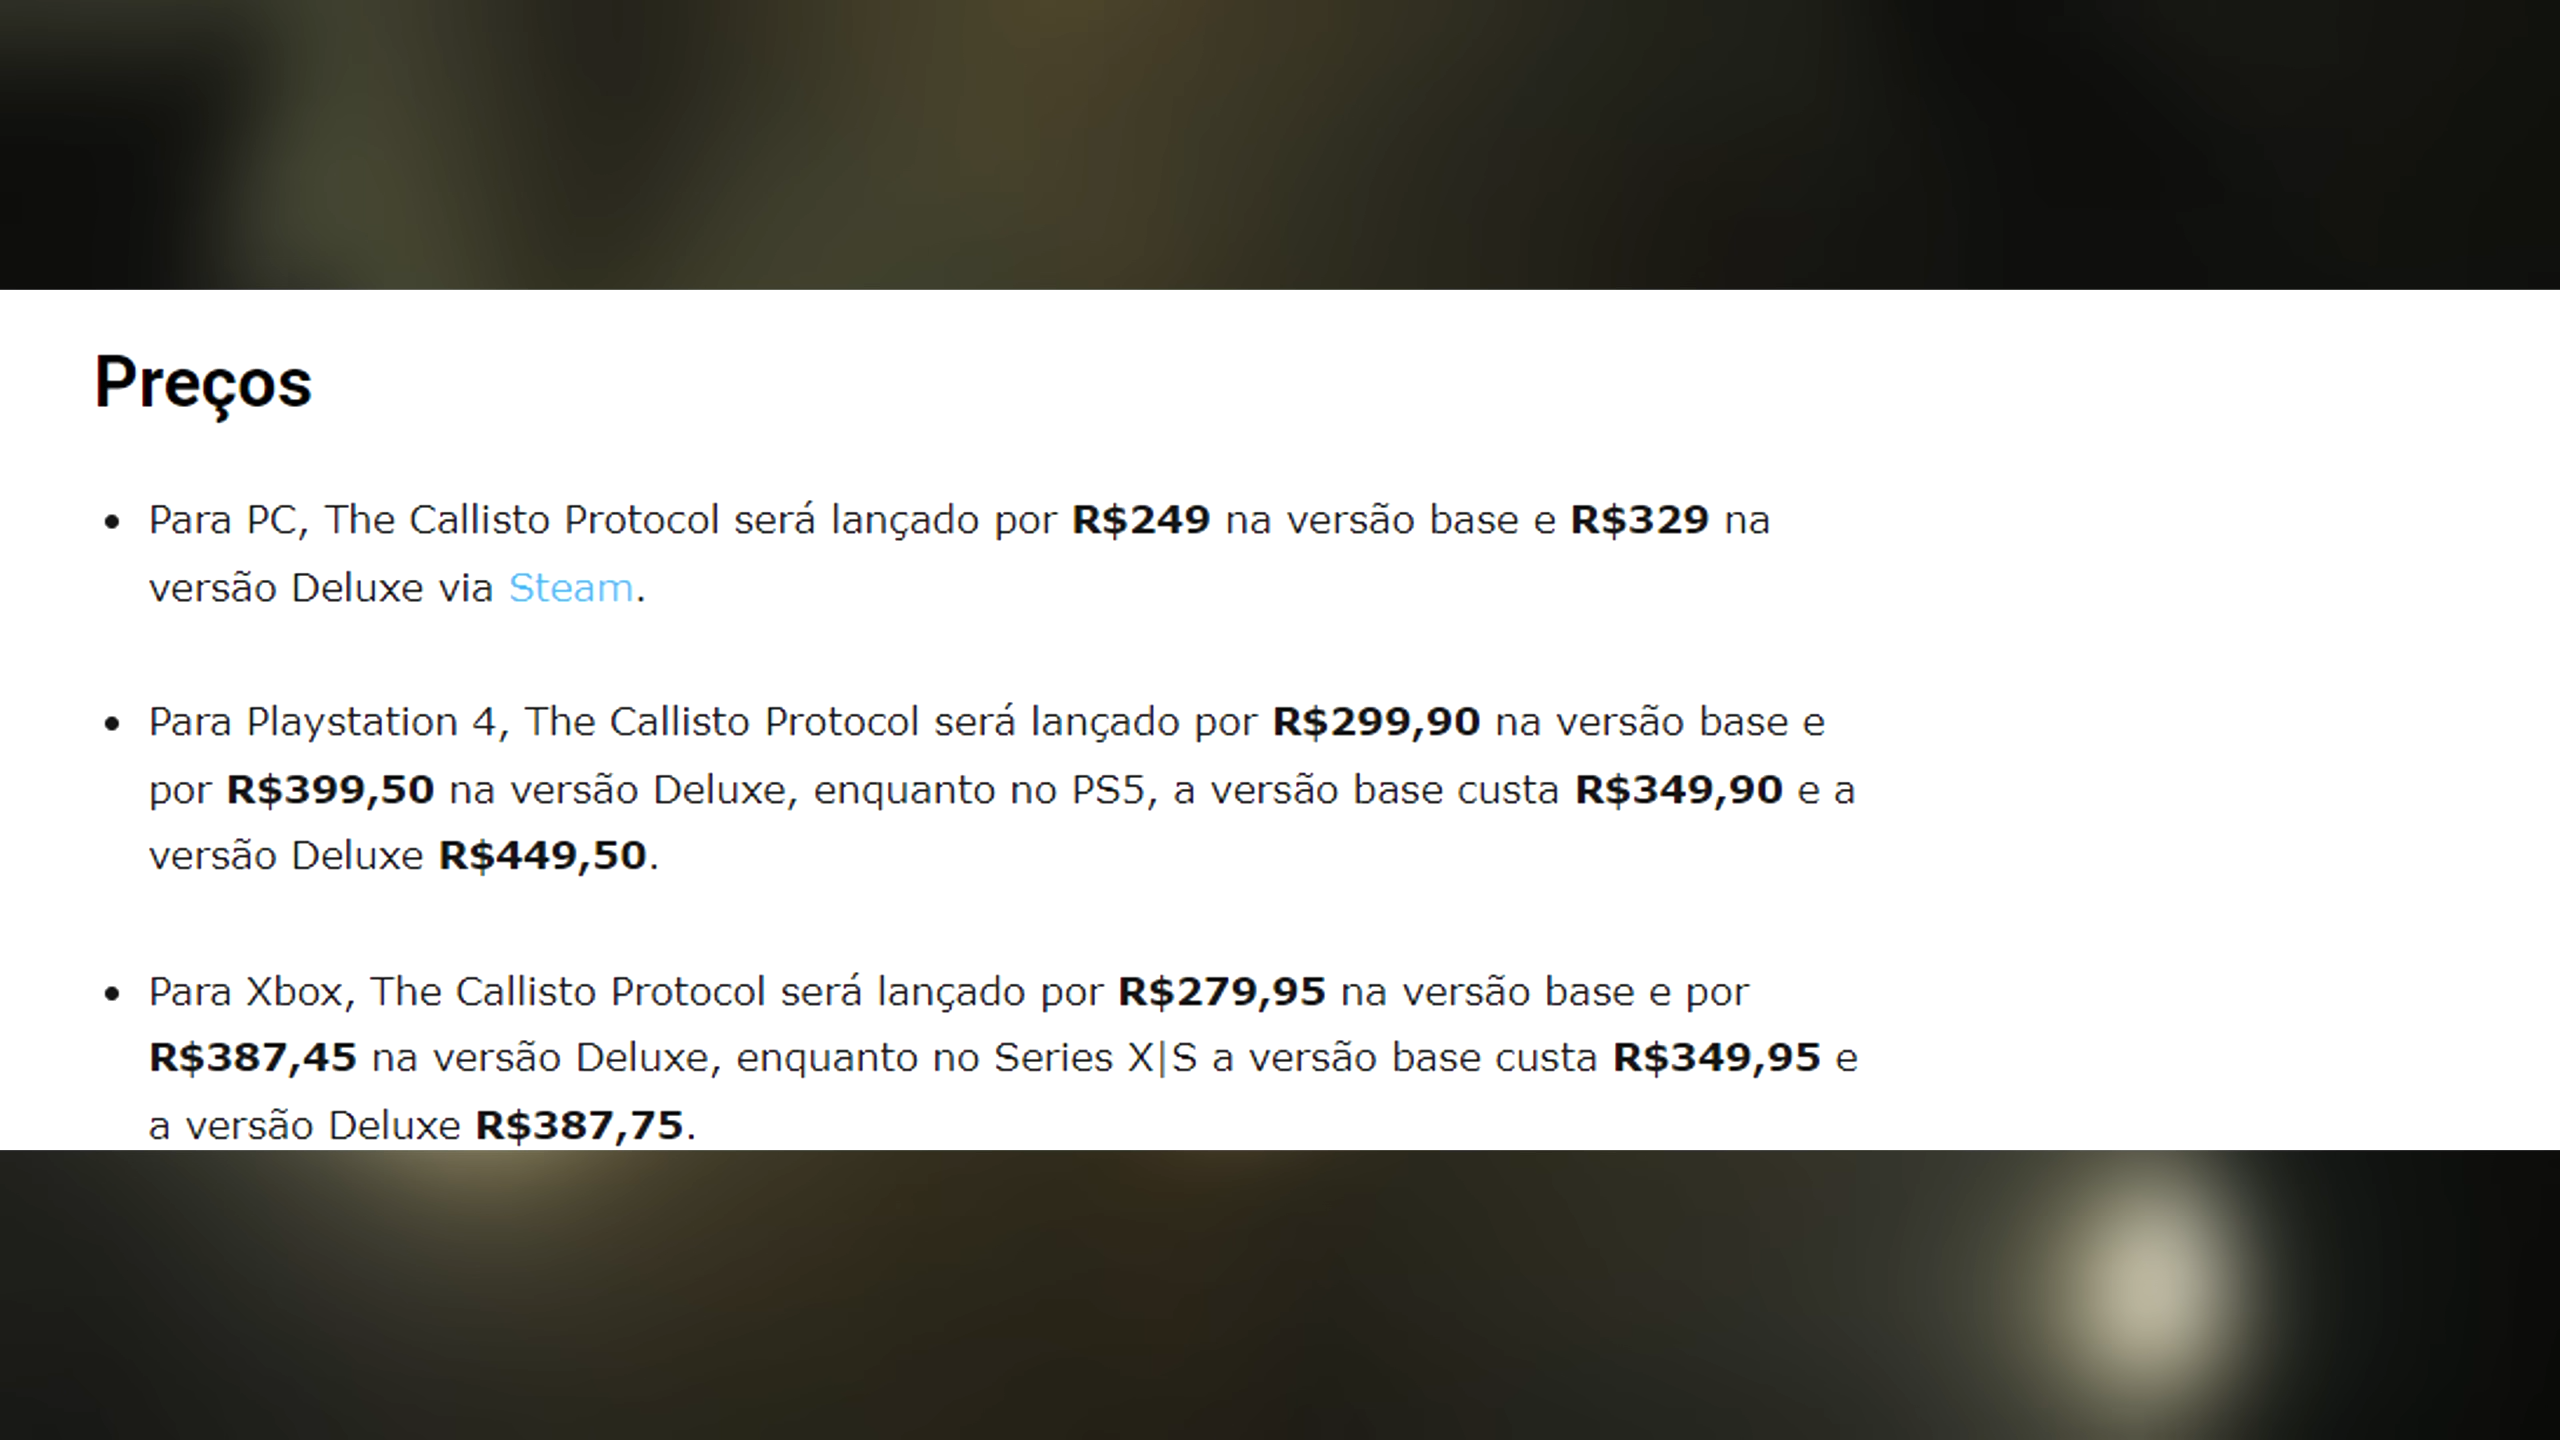 Preços
• Para PC, The Callisto Protocol será lançado por R$249 na versão base e R$329 na
versão Deluxe via Steam.
• Para Playstation 4, The Callisto Protocol será lançado por R$299,90 na versão base e
por R$399,50 na versão Deluxe, enquanto no PS5, a versão base custa R$349,90 e a
versão Deluxe R$449,50.
• Para Xbox, The Callisto Protocol será lançado por R$279,95 na versão base e por
R$387,45 na versão Deluxe, enquanto no Series X|S a versão base custa R$349,95 e
a versão Deluxe R$387,75.